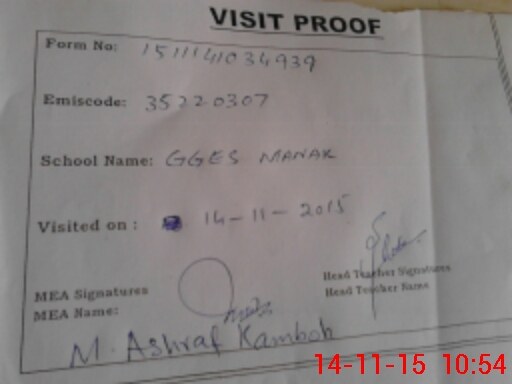 VISIT PROOF
Form No: 1511141034939
Emiscode: 35220307
School Name: GGES MANAK
Visited on : 14-11-2015
MEA Signatures
Head Teacher Signatures
MEA Name:
Head Teacher Name
M. Ashraf Kamboh
14-11-15 10:54